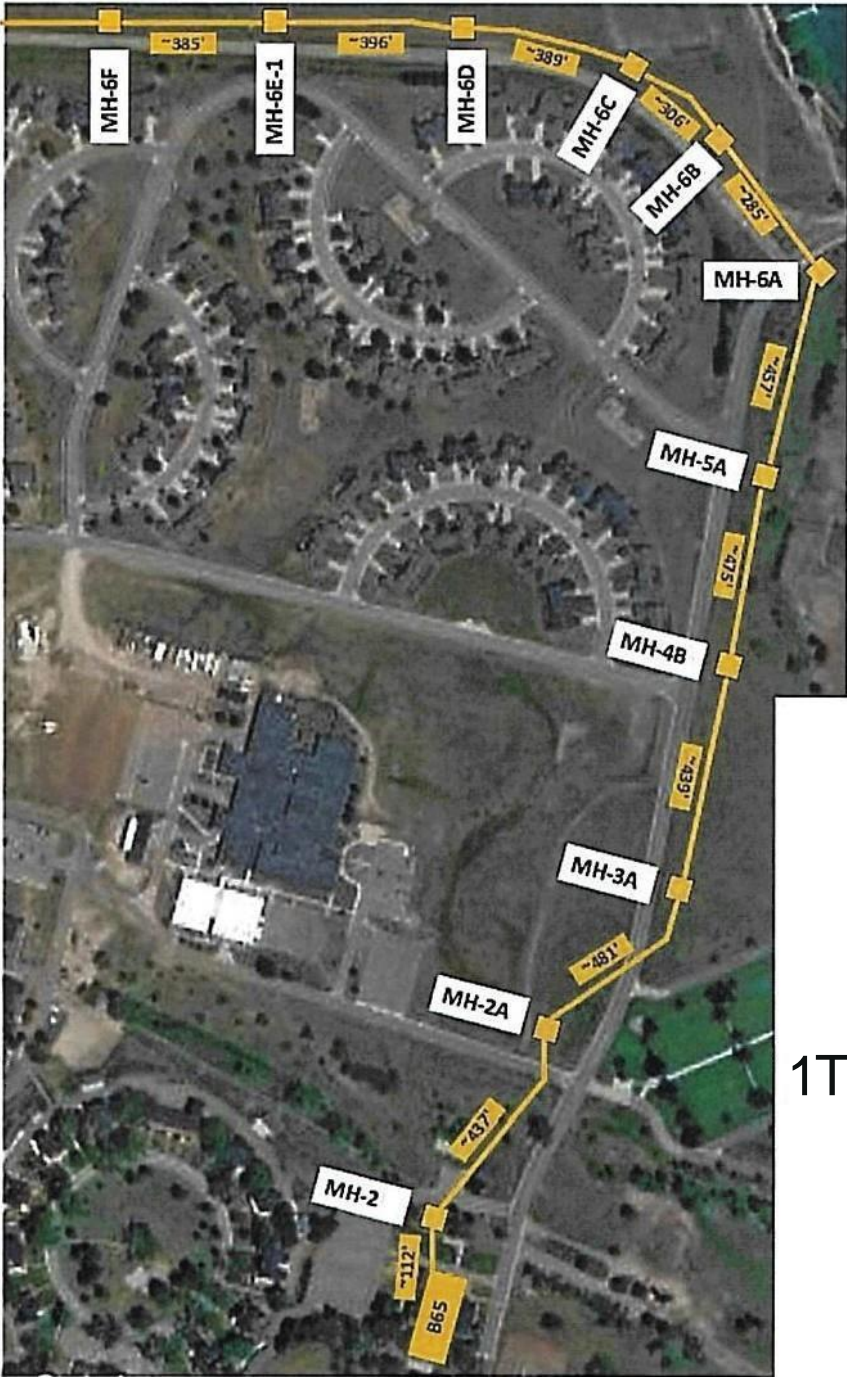 ~385'
~396'
~389'
MH-6F
MH-6E-1
MH-6D
MH-6C
~306'
MH-6B
~285'
MH-6A
~457'
MH-5A
~475'
MH-4B
~439'
MH-3A
~481'
MH-2A
1T
~437'
MH-2
~112'
B65